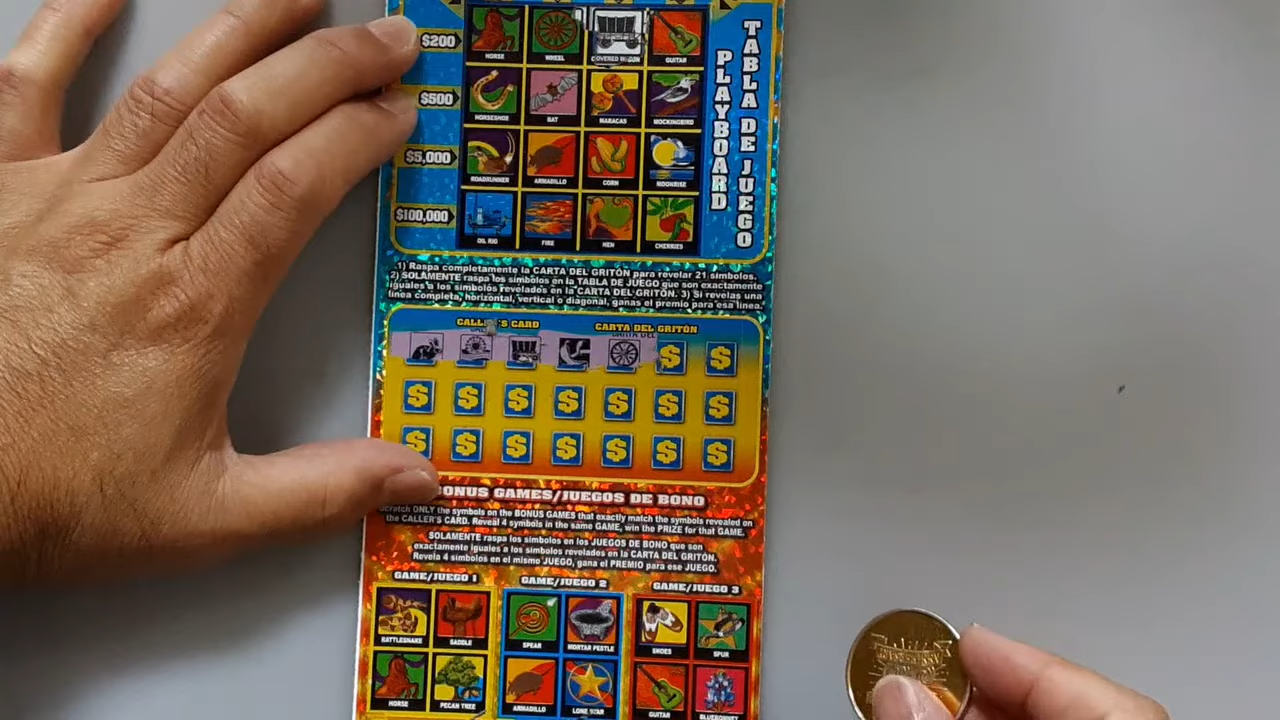 $200
HORSE
WHEEL
COVERED WAGON
GUITAR
$500
HORSESHOE
BAT
MARACAS
MOCKINGBIRD
$5,000
ROADRUNNER
ARMADILLO
CORN
MOONRISE
$100,000
OIL RIG
FIRE
MEN
CHERRIES
PLAYBOARD
TABLA DE JUEGO
1) Raspa completamente la CARTA DEL GRITÓN para revelar 21 símbolos.
2) SOLAMENTE raspa los símbolos en la TABLA DE JUEGO que son exactamente
iguales a los símbolos revelados en la CARTA DEL GRITÓN. 3) Si revelas una
línea completa, horizontal, vertical o diagonal, ganas el premio para esa línea.
CALLER'S CARD
CARTA DEL GRITÓN
CARTA DEL
$ $
$ $ $ $ $ $ $
$ $ $ $ $ $ $
BONUS GAMES/JUEGOS DE BONO
Scratch ONLY the symbols on the BONUS GAMES that exactly match the symbols revealed on
the CALLER'S CARD. Reveal 4 symbols in the same GAME, win the PRIZE for that GAME.
SOLAMENTE raspa los símbolos en los JUEGOS DE BONO que son
exactamente iguales a los símbolos revelados en la CARTA DEL GRITÓN.
Revela 4 símbolos en el mismo JUEGO, gana el PREMIO para ese JUEGO.
GAME/JUEGO 1
GAME/JUEGO 2
GAME/JUEGO 3
RATTLESNAKE
SADDLE
SPEAR
MORTAR PESTLE
SHOES
SPUR
HORSE
PECAN TREE
ARMADILLO
LONE STAR
GUITAR
BLUEBONNET